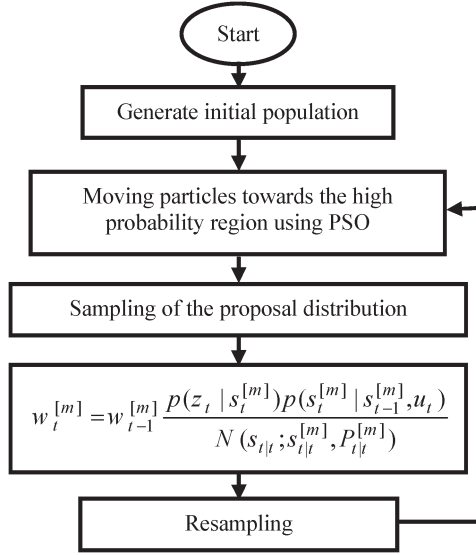 Start
Generate initial population
Moving particles towards the high
probability region using PSO
Sampling of the proposal distribution
w_t^{[m]} = w_{t-1}^{[m]} \frac{p(z_t | s_t^{[m]}) p(s_t^{[m]} | s_{t-1}^{[m]}, u_t)}{N(s_{t|t}; s_{t|t}^{[m]}, P_{t|t}^{[m]})}
Resampling